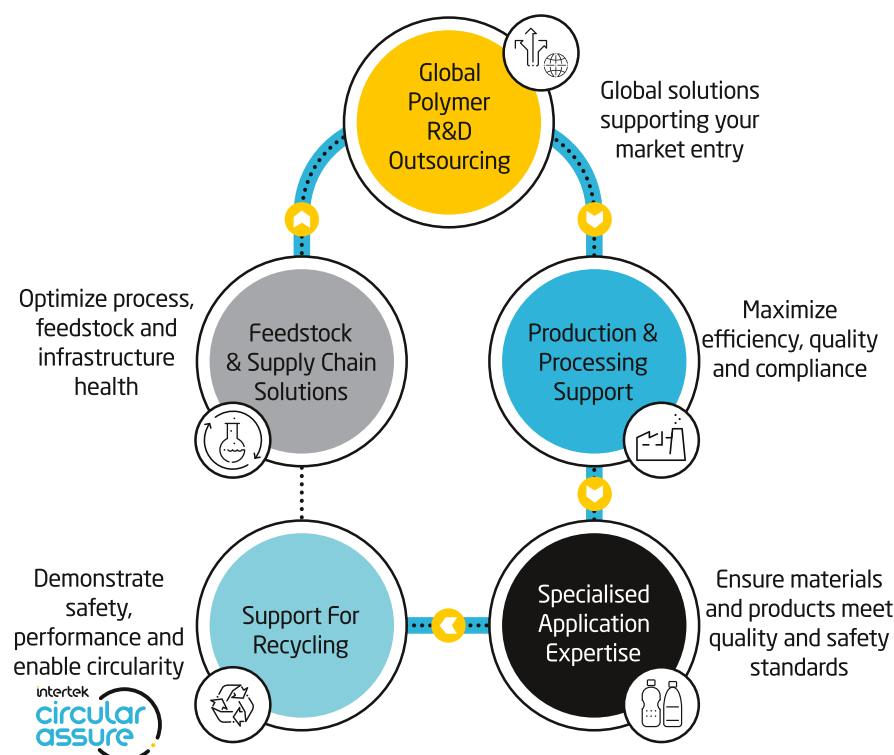 Global
Polymer
R&D
Outsourcing
Global solutions
supporting your
market entry
Optimize process,
feedstock and
infrastructure
health
Feedstock
& Supply Chain
Solutions
Production &
Processing
Support
Maximize
efficiency, quality
and compliance
Demonstrate
safety,
performance and
enable circularity
Support For
Recycling
Specialised
Application
Expertise
Ensure materials
and products meet
quality and safety
standards
intertek
circular
assure